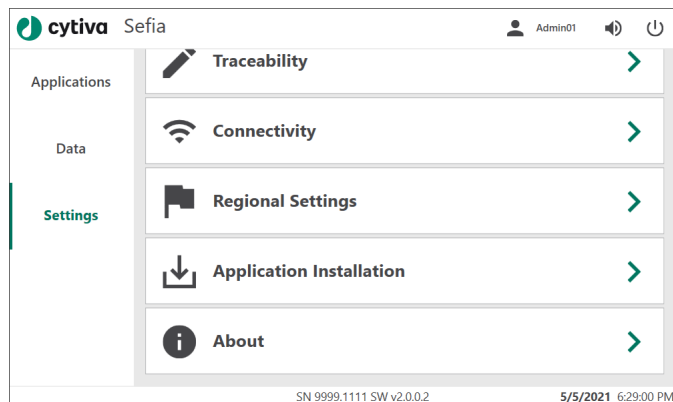 cytiva Sefia Admin01
Traceability
Applications
Connectivity
Data
Regional Settings
Settings
Application Installation
About
SN 9999.1111 SW v2.0.0.2 5/5/2021 6:29:00 PM